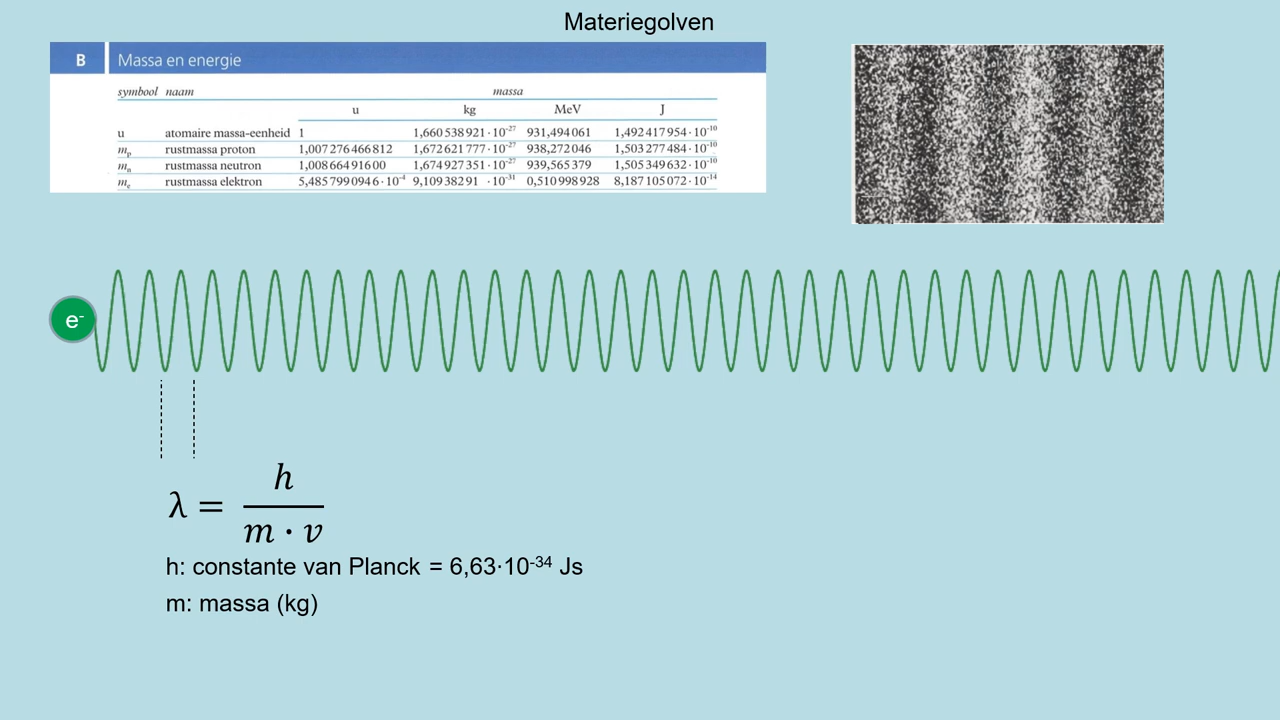 Materiegolven
B Massa en energie
symbool naam massa
u kg MeV J
u atomaire massa-eenheid 1 1,660 538 921 · 10⁻²⁷ 931,494 061 1,492 417 954 · 10⁻¹⁰
mₚ rustmassa proton 1,007 276 466 812 1,672 621 777 · 10⁻²⁷ 938,272 046 1,503 277 484 · 10⁻¹⁰
mₙ rustmassa neutron 1,008 664 916 00 1,674 927 351 · 10⁻²⁷ 939,565 379 1,505 349 632 · 10⁻¹⁰
mₑ rustmassa elektron 5,485 799 094 6 · 10⁻⁴ 9,109 382 91 · 10⁻³¹ 0,510 998 928 8,187 105 072 · 10⁻¹⁴
e⁻
λ = h / m · v
h: constante van Planck = 6,63·10⁻³⁴ Js
m: massa (kg)